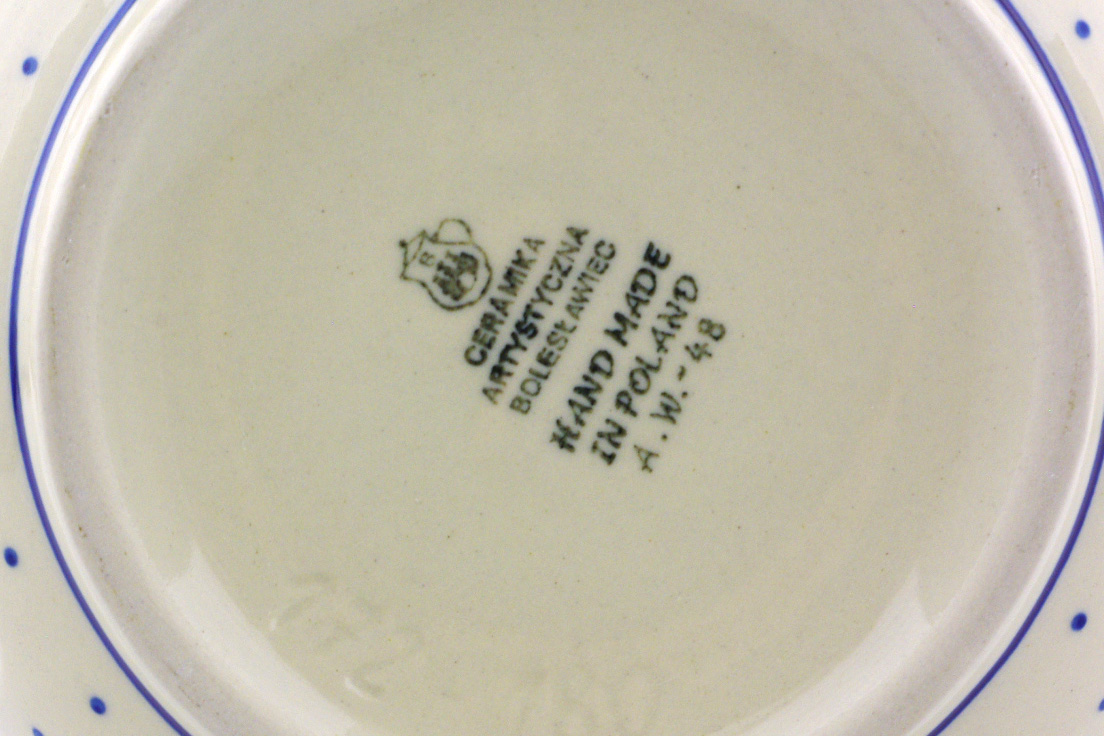 CERAMIKA
ARTYSTYCZNA
BOLESŁAWIEC
HAND MADE
IN POLAND
A.W.-48